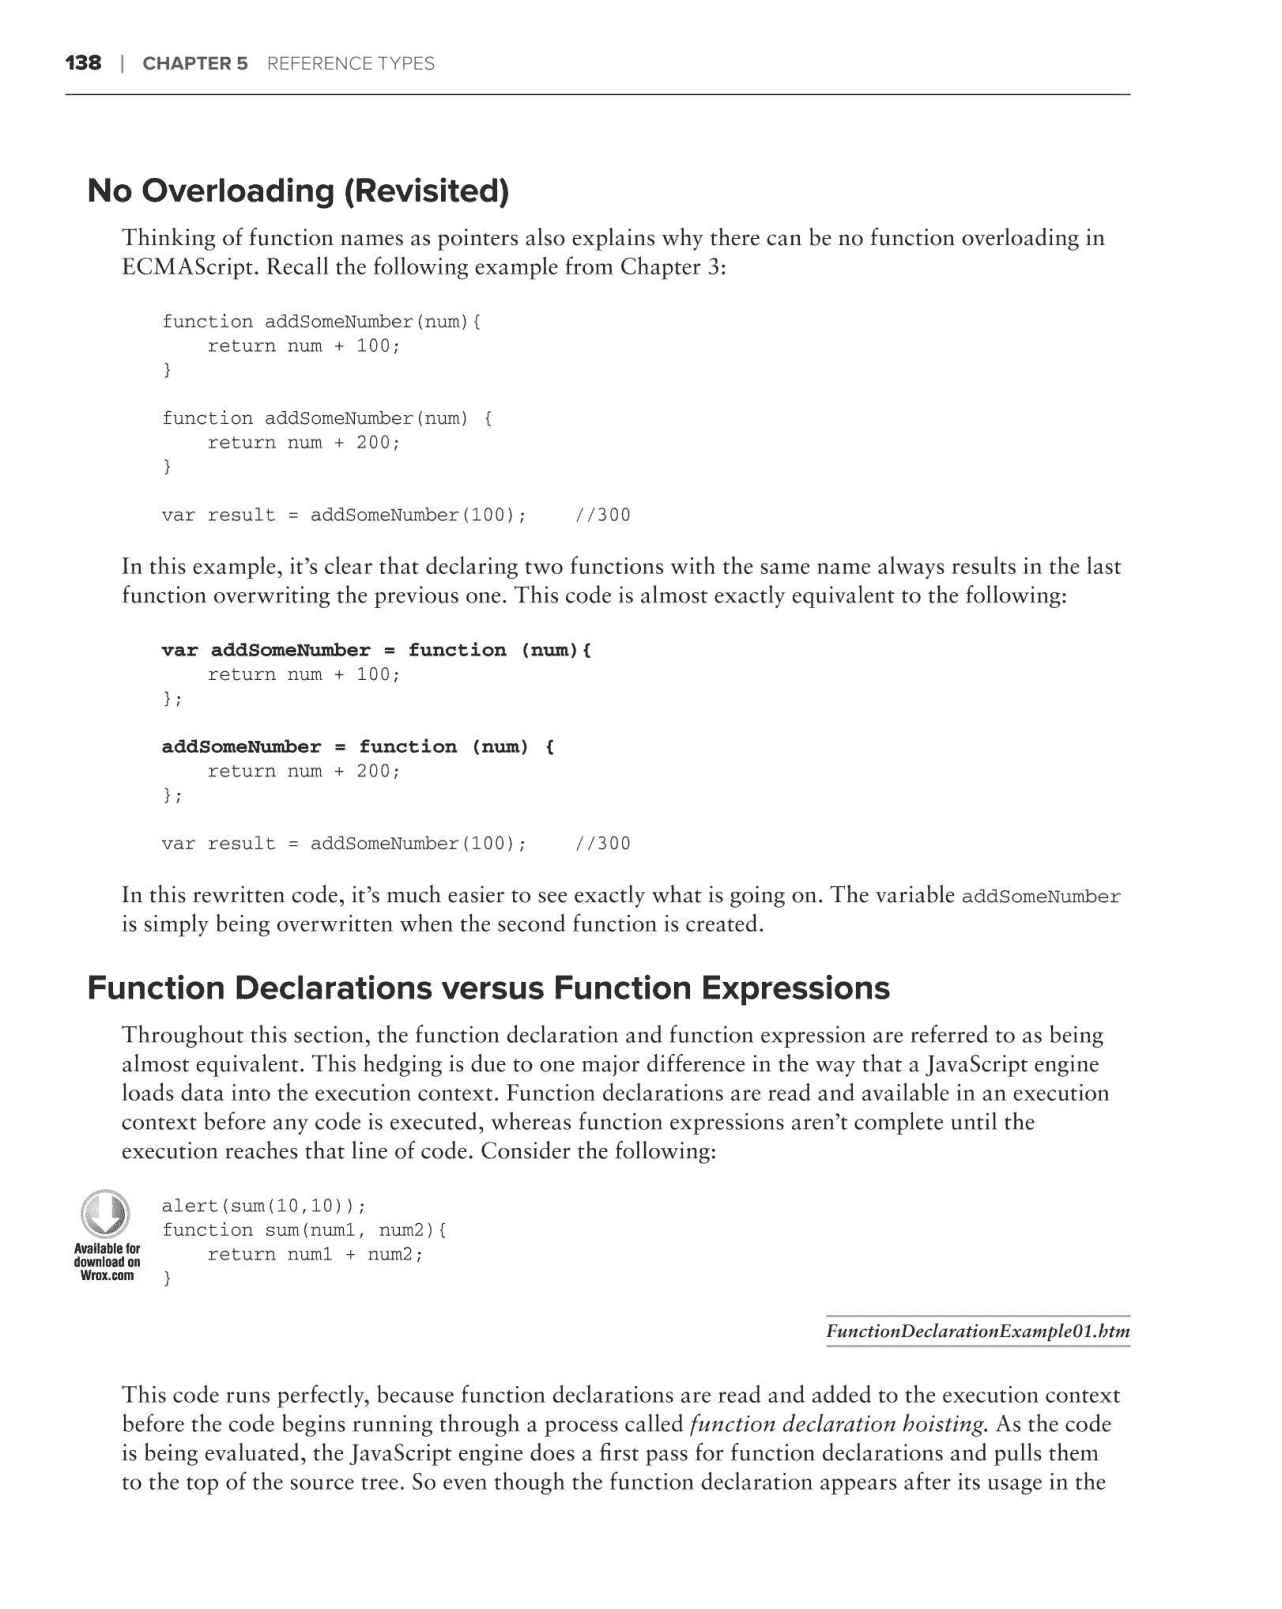 138 | CHAPTER 5 REFERENCE TYPES
No Overloading (Revisited)
Thinking of function names as pointers also explains why there can be no function overloading in
ECMAScript. Recall the following example from Chapter 3:
function addSomeNumber(num){
    return num + 100;
}
function addSomeNumber(num) {
    return num + 200;
}
var result = addSomeNumber(100);    //300
In this example, it's clear that declaring two functions with the same name always results in the last
function overwriting the previous one. This code is almost exactly equivalent to the following:
var addSomeNumber = function (num){
    return num + 100;
};
addSomeNumber = function (num) {
    return num + 200;
};
var result = addSomeNumber(100);    //300
In this rewritten code, it's much easier to see exactly what is going on. The variable addSomeNumber
is simply being overwritten when the second function is created.
Function Declarations versus Function Expressions
Throughout this section, the function declaration and function expression are referred to as being
almost equivalent. This hedging is due to one major difference in the way that a JavaScript engine
loads data into the execution context. Function declarations are read and available in an execution
context before any code is executed, whereas function expressions aren't complete until the
execution reaches that line of code. Consider the following:
Available for
download on
Wrox.com
alert(sum(10,10));
function sum(num1, num2){
    return num1 + num2;
}
FunctionDeclarationExample01.htm
This code runs perfectly, because function declarations are read and added to the execution context
before the code begins running through a process called function declaration hoisting. As the code
is being evaluated, the JavaScript engine does a first pass for function declarations and pulls them
to the top of the source tree. So even though the function declaration appears after its usage in the